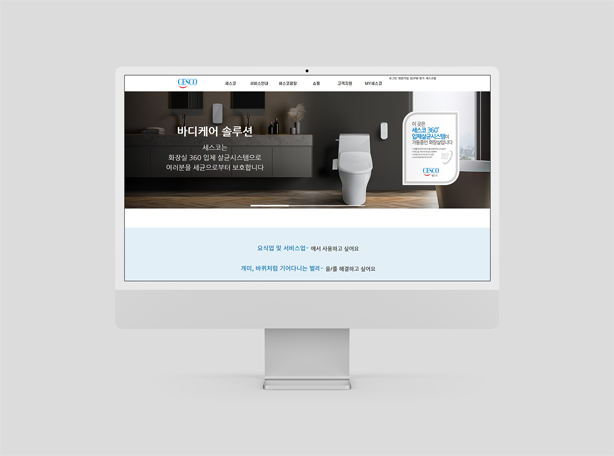 CESCO
세스코 서비스안내 세스코몰링 쇼핑 고객지원 MY세스코
바디케어 솔루션
세스코는
화장실 360 입체 살균시스템으로
여러분을 세균으로부터 보호합니다
이 곳은
세스코 360°
입체살균시스템이
가동중인 화장실입니다
CESCO
요식업 및 서비스업- 에서 사용하고 싶어요
개미, 바퀴처럼 기어다니는 벌레- 을/를 해결하고 싶어요